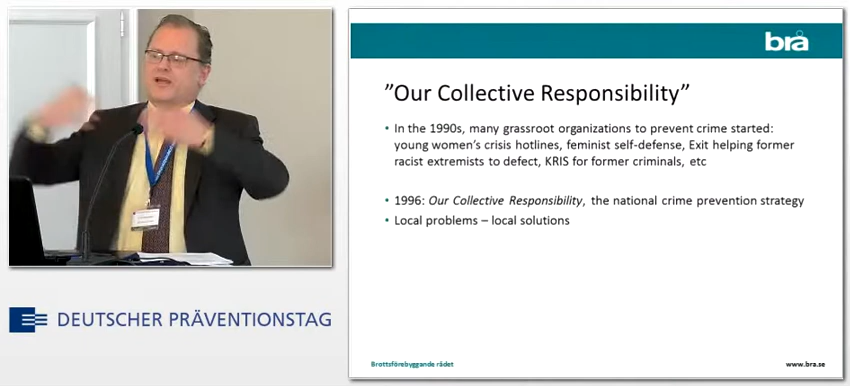 brå
”Our Collective Responsibility”
• In the 1990s, many grassroot organizations to prevent crime started:
young women’s crisis hotlines, feminist self-defense, Exit helping former
racist extremists to defect, KRIS for former criminals, etc
• 1996: Our Collective Responsibility, the national crime prevention strategy
• Local problems – local solutions
Brottsförebyggande rådet
www.bra.se
DEUTSCHER PRÄVENTIONSTAG